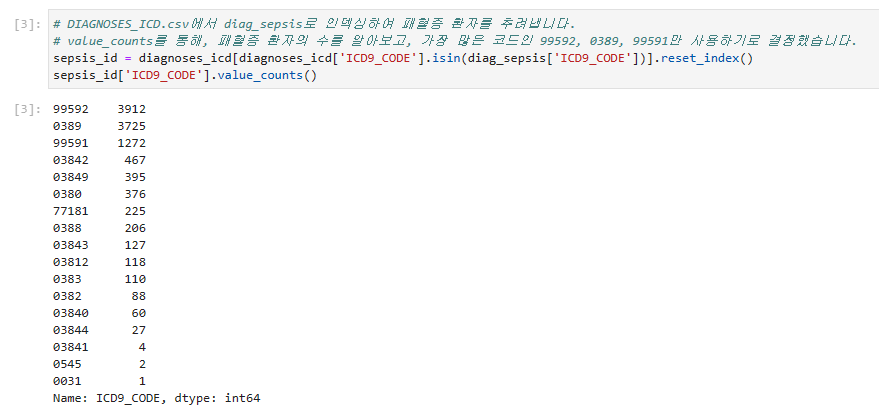 [3]: # DIAGNOSES_ICD.csv에서 diag_sepsis로 인덱싱하여 패혈증 환자를 추려냅니다.
# value_counts를 통해, 패혈증 환자의 수를 알아보고, 가장 많은 코드인 99592, 0389, 99591만 사용하기로 결정했습니다.
sepsis_id = diagnoses_icd[diagnoses_icd['ICD9_CODE'].isin(diag_sepsis['ICD9_CODE'])].reset_index()
sepsis_id['ICD9_CODE'].value_counts()
[3]: 99592 3912
0389 3725
99591 1272
03842 467
03849 395
0380 376
77181 225
0388 206
03843 127
03812 118
0383 110
0382 88
03840 60
03844 27
03841 4
0545 2
0031 1
Name: ICD9_CODE, dtype: int64